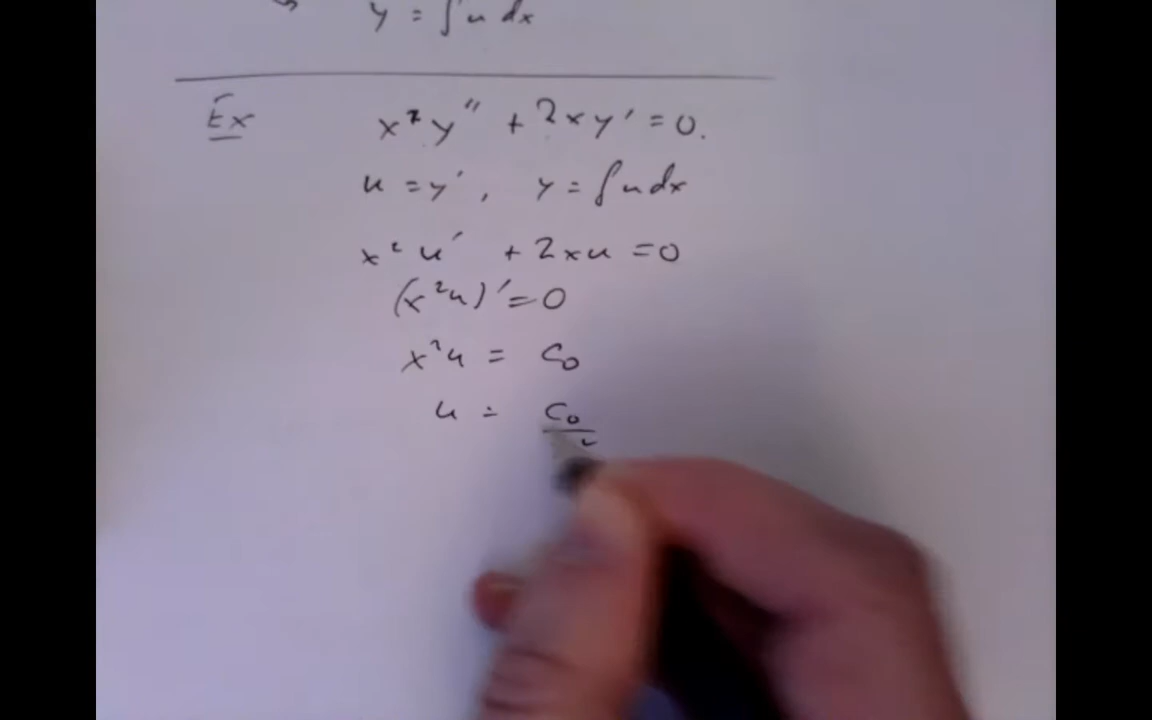 y = ∫u dx
Ex x²y'' + 2xy' = 0.
u = y', y = ∫u dx
x²u' + 2xu = 0
(x²u)' = 0
x²u = C₀
u = C₀